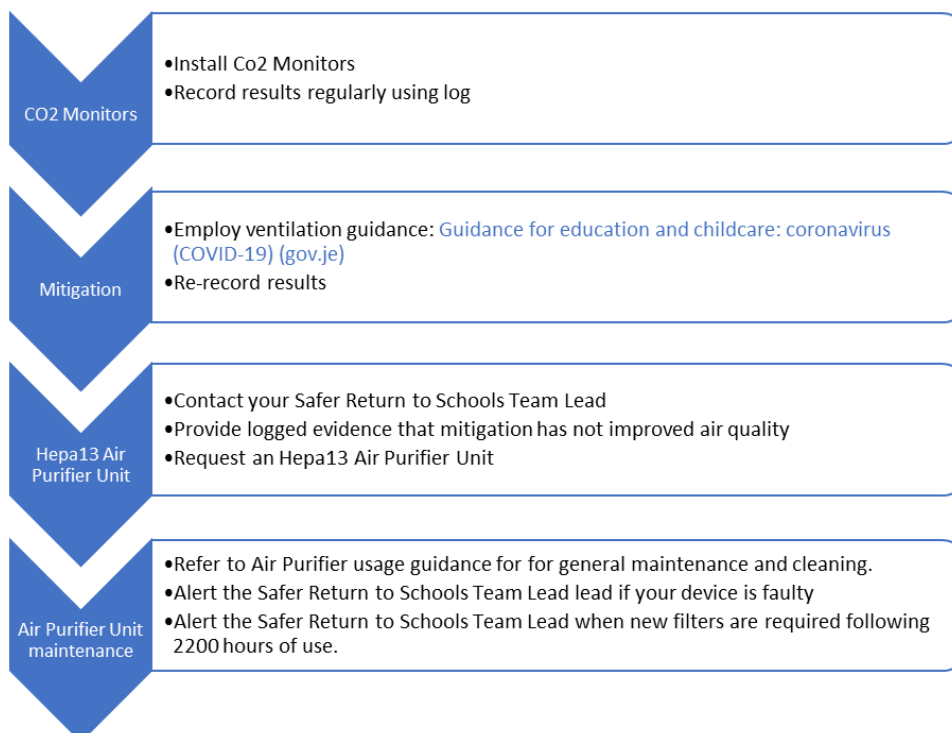 CO2 Monitors
•Install Co2 Monitors
•Record results regularly using log
Mitigation
•Employ ventilation guidance: Guidance for education and childcare: coronavirus
(COVID-19) (gov.je)
•Re-record results
Hepa13 Air
Purifier Unit
•Contact your Safer Return to Schools Team Lead
•Provide logged evidence that mitigation has not improved air quality
•Request an Hepa13 Air Purifier Unit
Air Purifier Unit
maintenance
•Refer to Air Purifier usage guidance for for general maintenance and cleaning.
•Alert the Safer Return to Schools Team Lead lead if your device is faulty
•Alert the Safer Return to Schools Team Lead when new filters are required following
2200 hours of use.